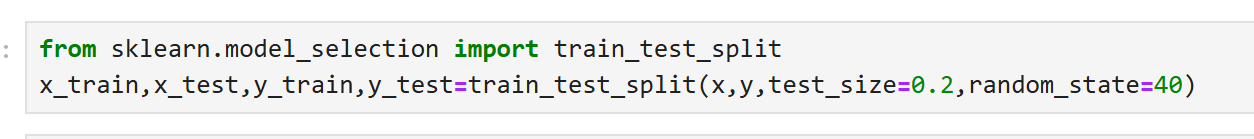 :
from sklearn.model_selection import train_test_split
x_train,x_test,y_train,y_test=train_test_split(x,y,test_size=0.2,random_state=40)